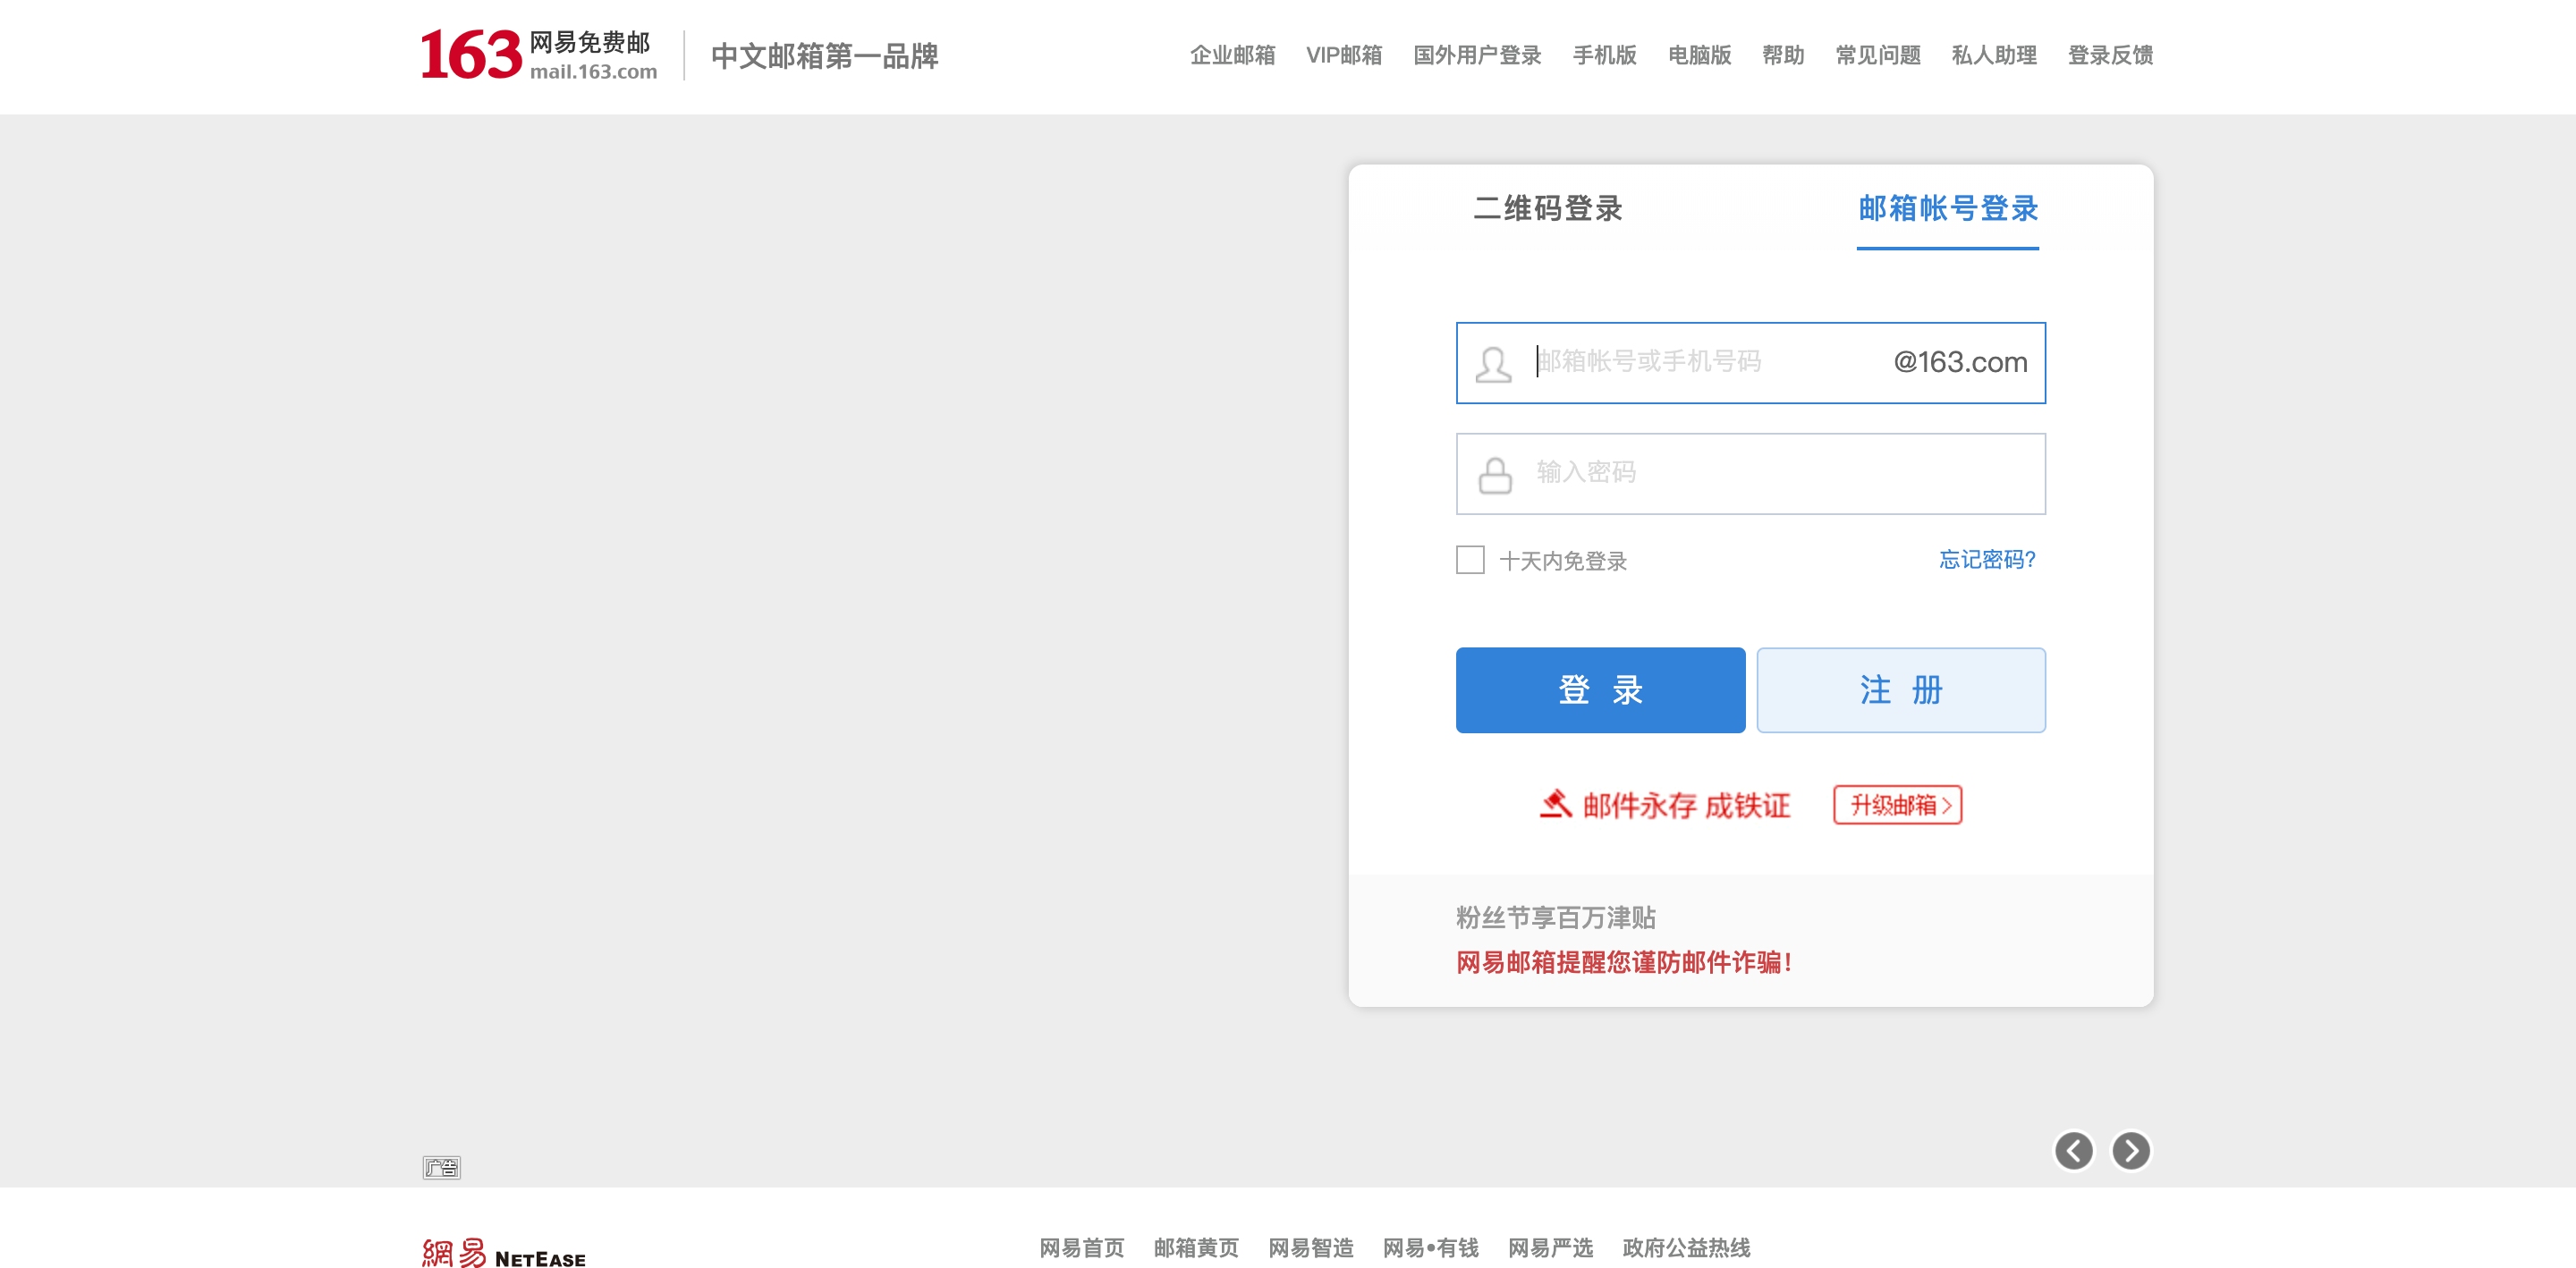 163 网易免费邮
mail.163.com
中文邮箱第一品牌
企业邮箱 VIP邮箱 国外用户登录 手机版 电脑版 帮助 常见问题 私人助理 登录反馈
二维码登录 邮箱帐号登录
邮箱帐号或手机号码 @163.com
输入密码
十天内免登录 忘记密码?
登 录 注 册
邮件永存 成铁证 升级邮箱
粉丝节享百万津贴
网易邮箱提醒您谨防邮件诈骗!
广告
網易 NETEASE
网易首页 邮箱黄页 网易智造 网易•有钱 网易严选 政府公益热线